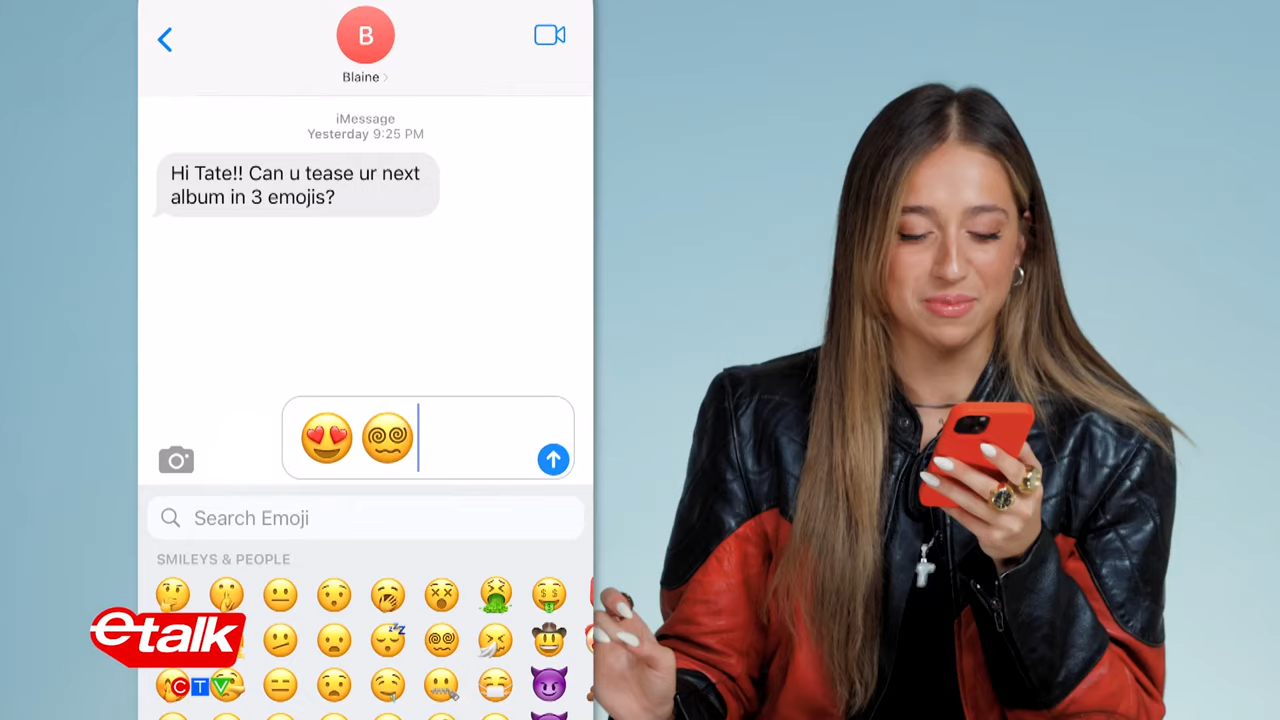 B
Blaine
iMessage
Yesterday 9:25 PM
Hi Tate!! Can u tease ur next
album in 3 emojis?
Search Emoji
SMILEYS & PEOPLE
etalk
CTV